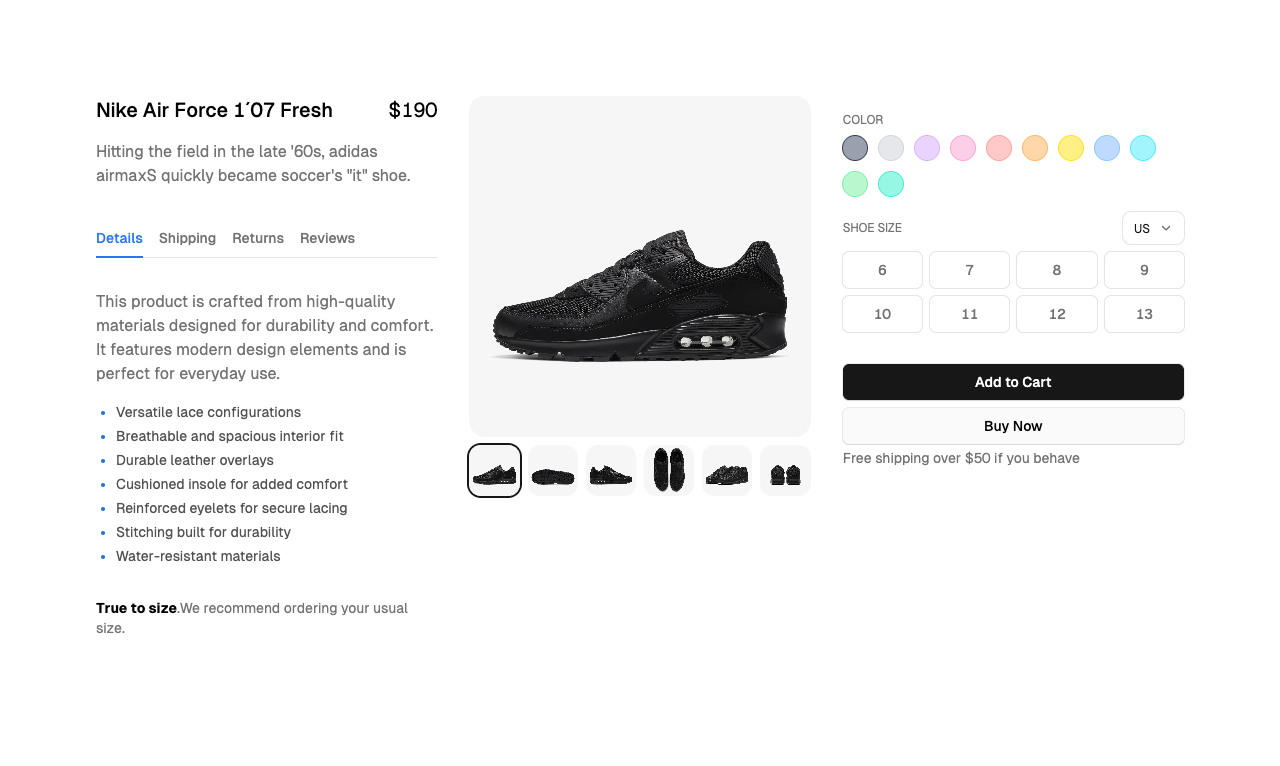 Nike Air Force 1´07 Fresh
$190
Hitting the field in the late '60s, adidas
airmaxS quickly became soccer's "it" shoe.
Details Shipping Returns Reviews
This product is crafted from high-quality
materials designed for durability and comfort.
It features modern design elements and is
perfect for everyday use.
Versatile lace configurations
Breathable and spacious interior fit
Durable leather overlays
Cushioned insole for added comfort
Reinforced eyelets for secure lacing
Stitching built for durability
Water-resistant materials
True to size.We recommend ordering your usual
size.
COLOR
SHOE SIZE
US
6 7 8 9
10 11 12 13
Add to Cart
Buy Now
Free shipping over $50 if you behave